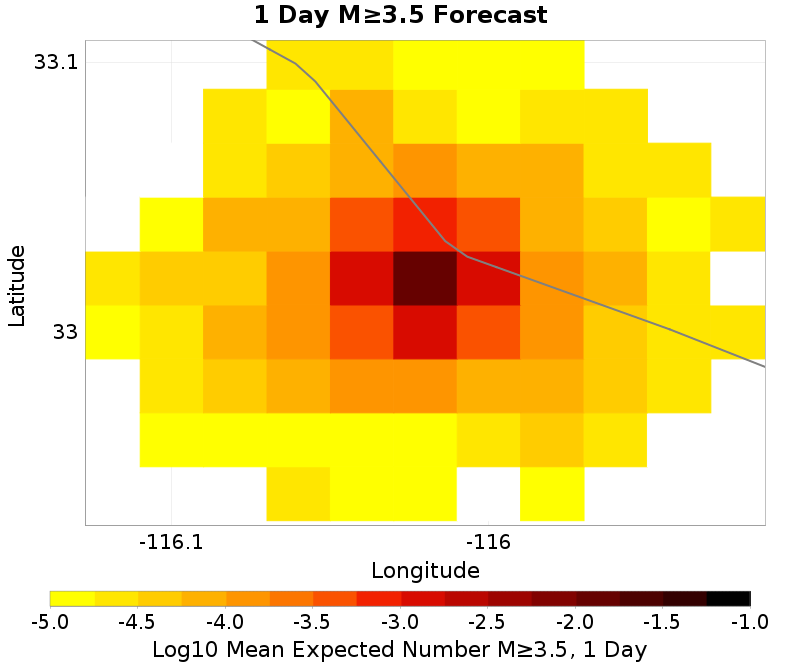 1 Day M≥3.5 Forecast
33.1
33
Latitude
-116.1 -116
Longitude
-5.0 -4.5 -4.0 -3.5 -3.0 -2.5 -2.0 -1.5 -1.0
Log10 Mean Expected Number M≥3.5, 1 Day